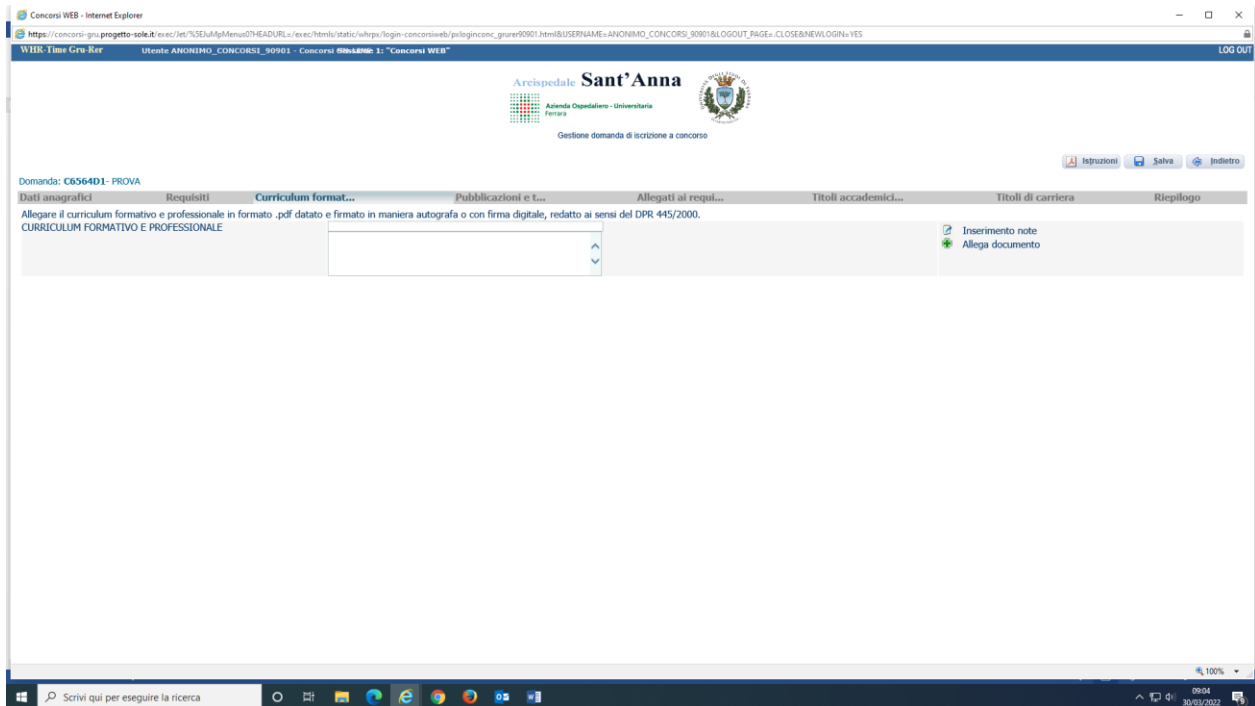 Concorsi WEB - Internet Explorer
https://concorsi-gru.progetto-sole.it/exec/Jet/%5EJuMpMenus0?HEADURL=/exec/htmls/static/whrpx/login-concorsiweb/pxloginconc_grurer90901.html&USERNAME=ANONIMO_CONCORSI_90901&LOGOUT_PAGE=.CLOSE&NEWLOGIN=YES
WHR-Time Gru-Rer Utente ANONIMO_CONCORSI_90901 - Concorsi 1: "Concorsi WEB" LOG OUT
Arcispedale Sant'Anna
Azienda Ospedaliero - Universitaria
Ferrara
Gestione domanda di iscrizione a concorso
Istruzioni Salva Indietro
Domanda: C6564D1- PROVA
Dati anagrafici Requisiti Curriculum format... Pubblicazioni e t... Allegati ai requi... Titoli accademici... Titoli di carriera Riepilogo
Allegare il curriculum formativo e professionale in formato .pdf datato e firmato in maniera autografa o con firma digitale, redatto ai sensi del DPR 445/2000.
CURRICULUM FORMATIVO E PROFESSIONALE
Inserimento note
Allega documento
100%
Scrivi qui per eseguire la ricerca
09:04
30/03/2022